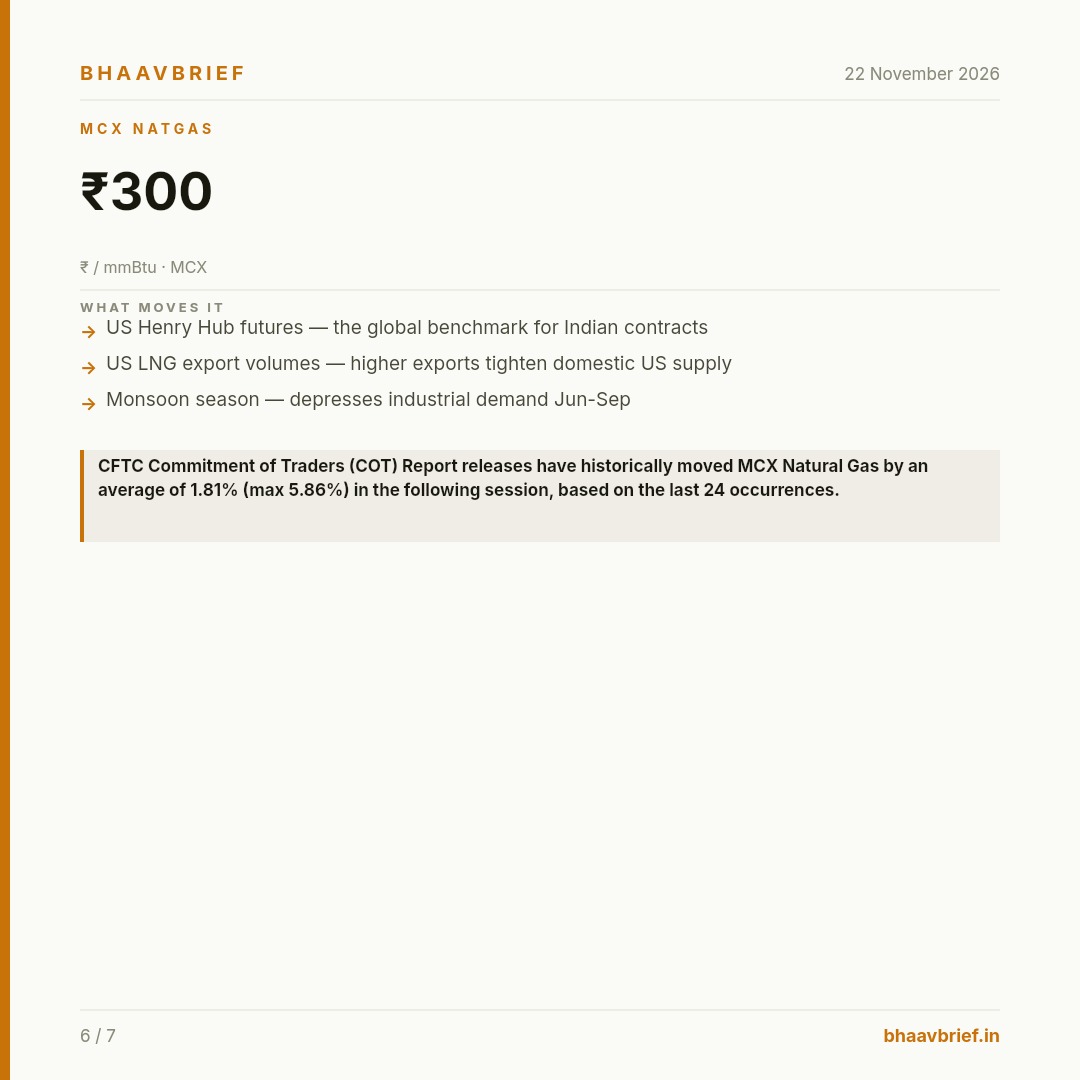 BHAAVBRIEF
22 November 2026
MCX NATGAS
₹300
₹ / mmBtu · MCX
WHAT MOVES IT
→ US Henry Hub futures — the global benchmark for Indian contracts
→ US LNG export volumes — higher exports tighten domestic US supply
→ Monsoon season — depresses industrial demand Jun-Sep
CFTC Commitment of Traders (COT) Report releases have historically moved MCX Natural Gas by an
average of 1.81% (max 5.86%) in the following session, based on the last 24 occurrences.
6 / 7
bhaavbrief.in